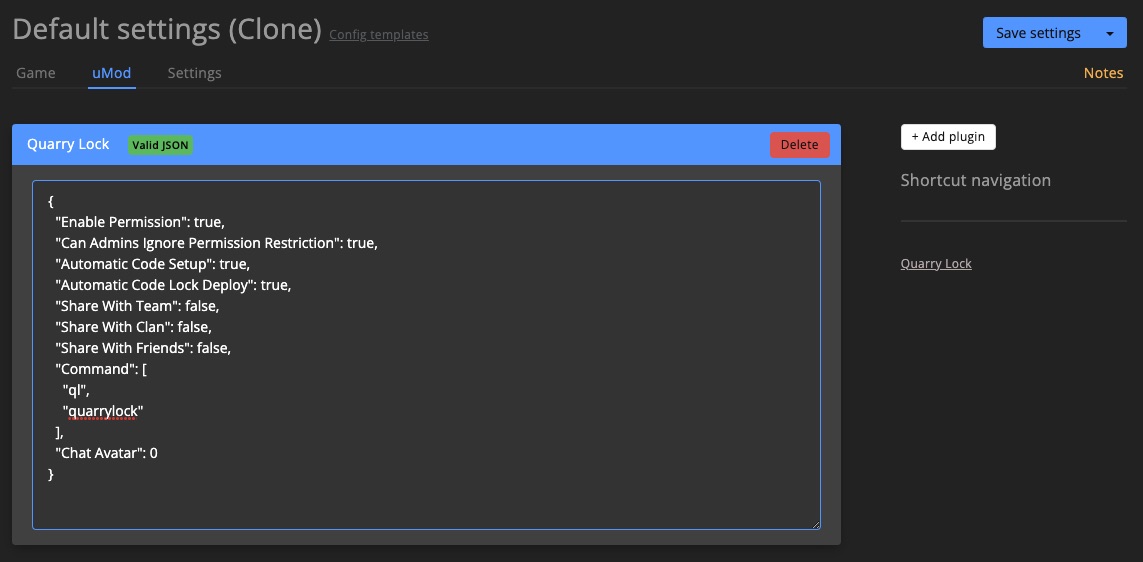 Default settings (Clone) Config templates
Save settings
Game uMod Settings
Notes
Quarry Lock Valid JSON Delete
{
"Enable Permission": true,
"Can Admins Ignore Permission Restriction": true,
"Automatic Code Setup": true,
"Automatic Code Lock Deploy": true,
"Share With Team": false,
"Share With Clan": false,
"Share With Friends": false,
"Command": [
"ql",
"quarrylock"
],
"Chat Avatar": 0
}
+ Add plugin
Shortcut navigation
Quarry Lock